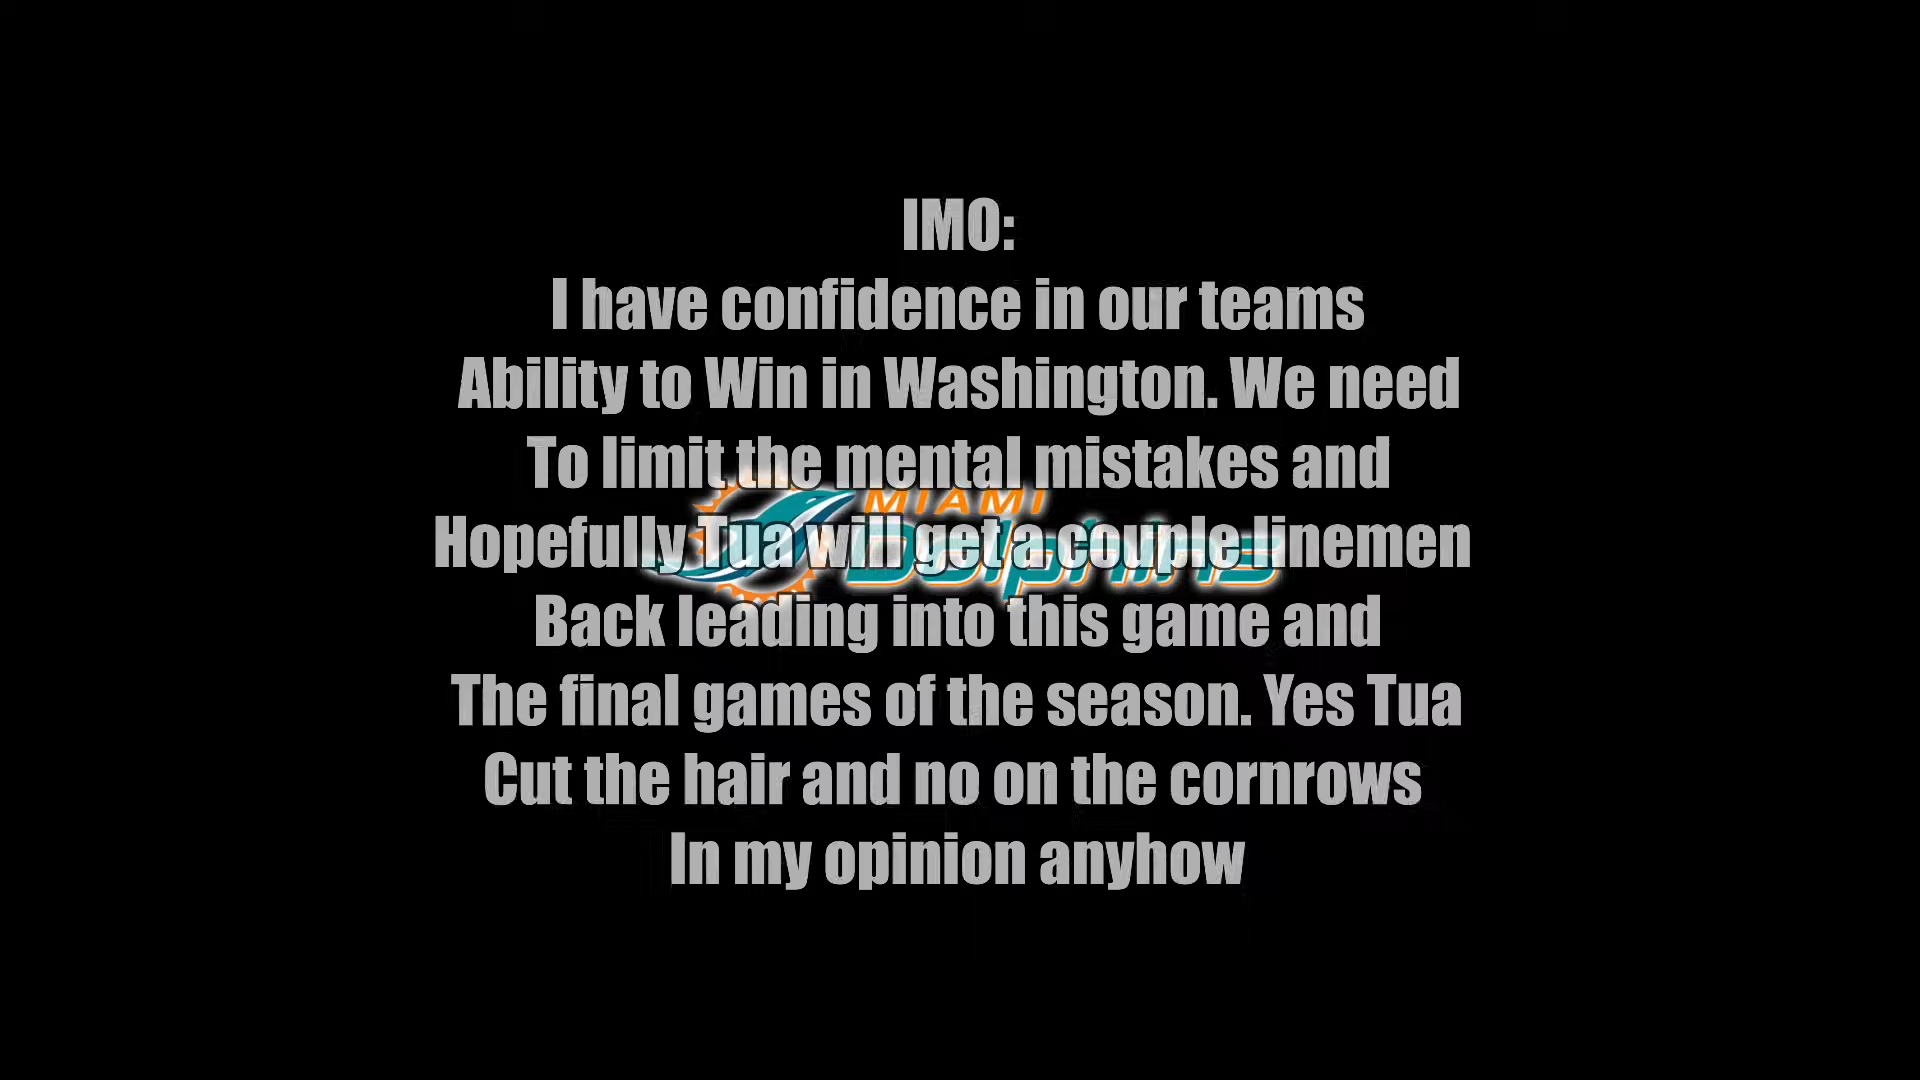 IMO:
I have confidence in our teams
Ability to Win in Washington. We need
To limit the mental mistakes and
MIAMI
Dolphins
Hopefully Tua will get a couple linemen
Back leading into this game and
The final games of the season. Yes Tua
Cut the hair and no on the cornrows
In my opinion anyhow